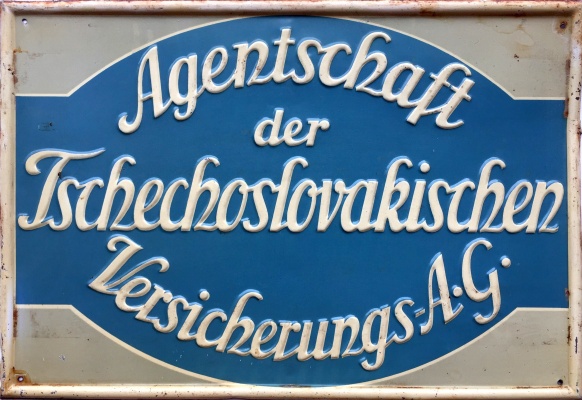 Agentschaft
der
Tschechoslovakischen
Versicherungs=A.G.